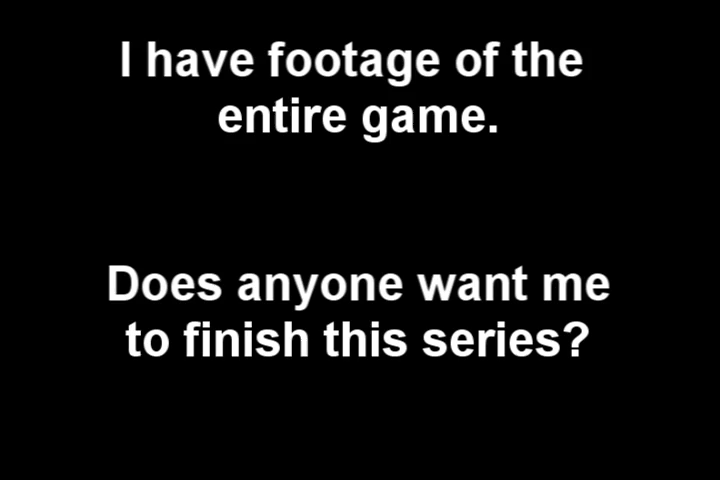 I have footage of the
entire game.
Does anyone want me
to finish this series?